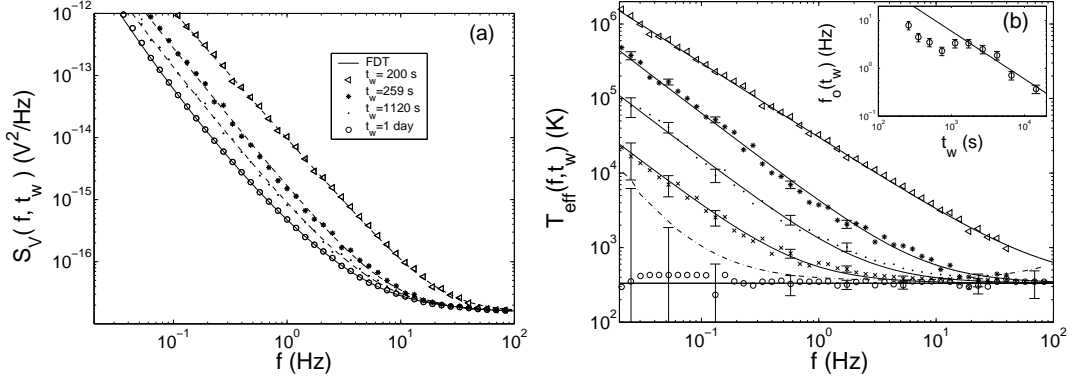 (a)
S_V( f, t_w ) (V^2/Hz)
10^-12
10^-13
10^-14
10^-15
10^-16
FDT
t_w = 200 s
t_w = 259 s
t_w =1120 s
t_w =1 day
10^-1
10^0
10^1
10^2
f (Hz)
T_eff(f,t_w) (K)
10^6
10^5
10^4
10^3
10^2
10^-1
10^0
10^1
10^2
f (Hz)
(b)
f_o(t_w) (Hz)
10^2
10^0
10^2
10^3
10^4
t_w (s)